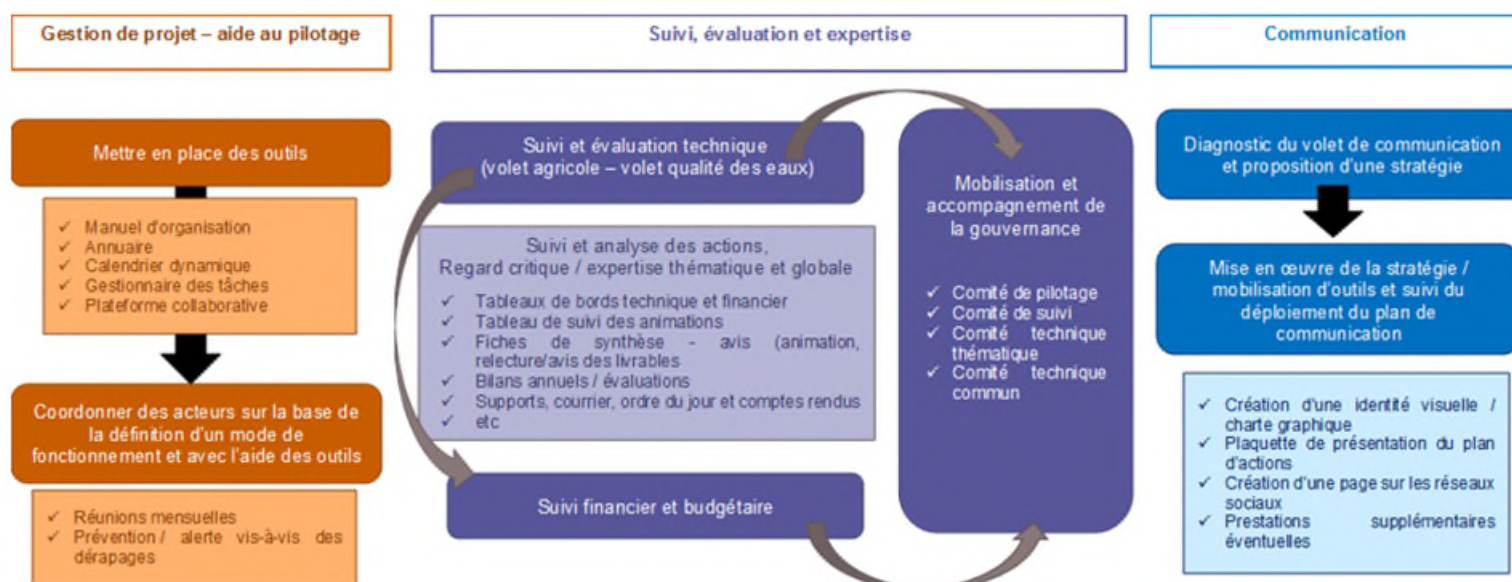 Gestion de projet – aide au pilotage
Mettre en place des outils
✓ Manuel d'organisation
✓ Annuaire
✓ Calendrier dynamique
✓ Gestionnaire des tâches
✓ Plateforme collaborative
Coordonner des acteurs sur la base de
la définition d'un mode de
fonctionnement et avec l'aide des outils
✓ Réunions mensuelles
✓ Prévention / alerte vis-à-vis des
dérapages
Suivi, évaluation et expertise
Suivi et évaluation technique
(volet agricole – volet qualité des eaux)
Suivi et analyse des actions,
Regard critique / expertise thématique et globale
✓ Tableaux de bords technique et financier
✓ Tableau de suivi des animations
✓ Fiches de synthèse - avis (animation,
relecture/avis des livrables
✓ Bilans annuels / évaluations
✓ Supports, courrier, ordre du jour et comptes rendus
✓ etc
Suivi financier et budgétaire
Mobilisation et
accompagnement de
la gouvernance
✓ Comité de pilotage
✓ Comité de suivi
✓ Comité technique
thématique
✓ Comité technique
commun
Communication
Diagnostic du volet de communication
et proposition d'une stratégie
Mise en œuvre de la stratégie /
mobilisation d'outils et suivi du
déploiement du plan de
communication
✓ Création d'une identité visuelle /
charte graphique
✓ Plaquette de présentation du plan
d'actions
✓ Création d'une page sur les réseaux
sociaux
✓ Prestations supplémentaires
éventuelles